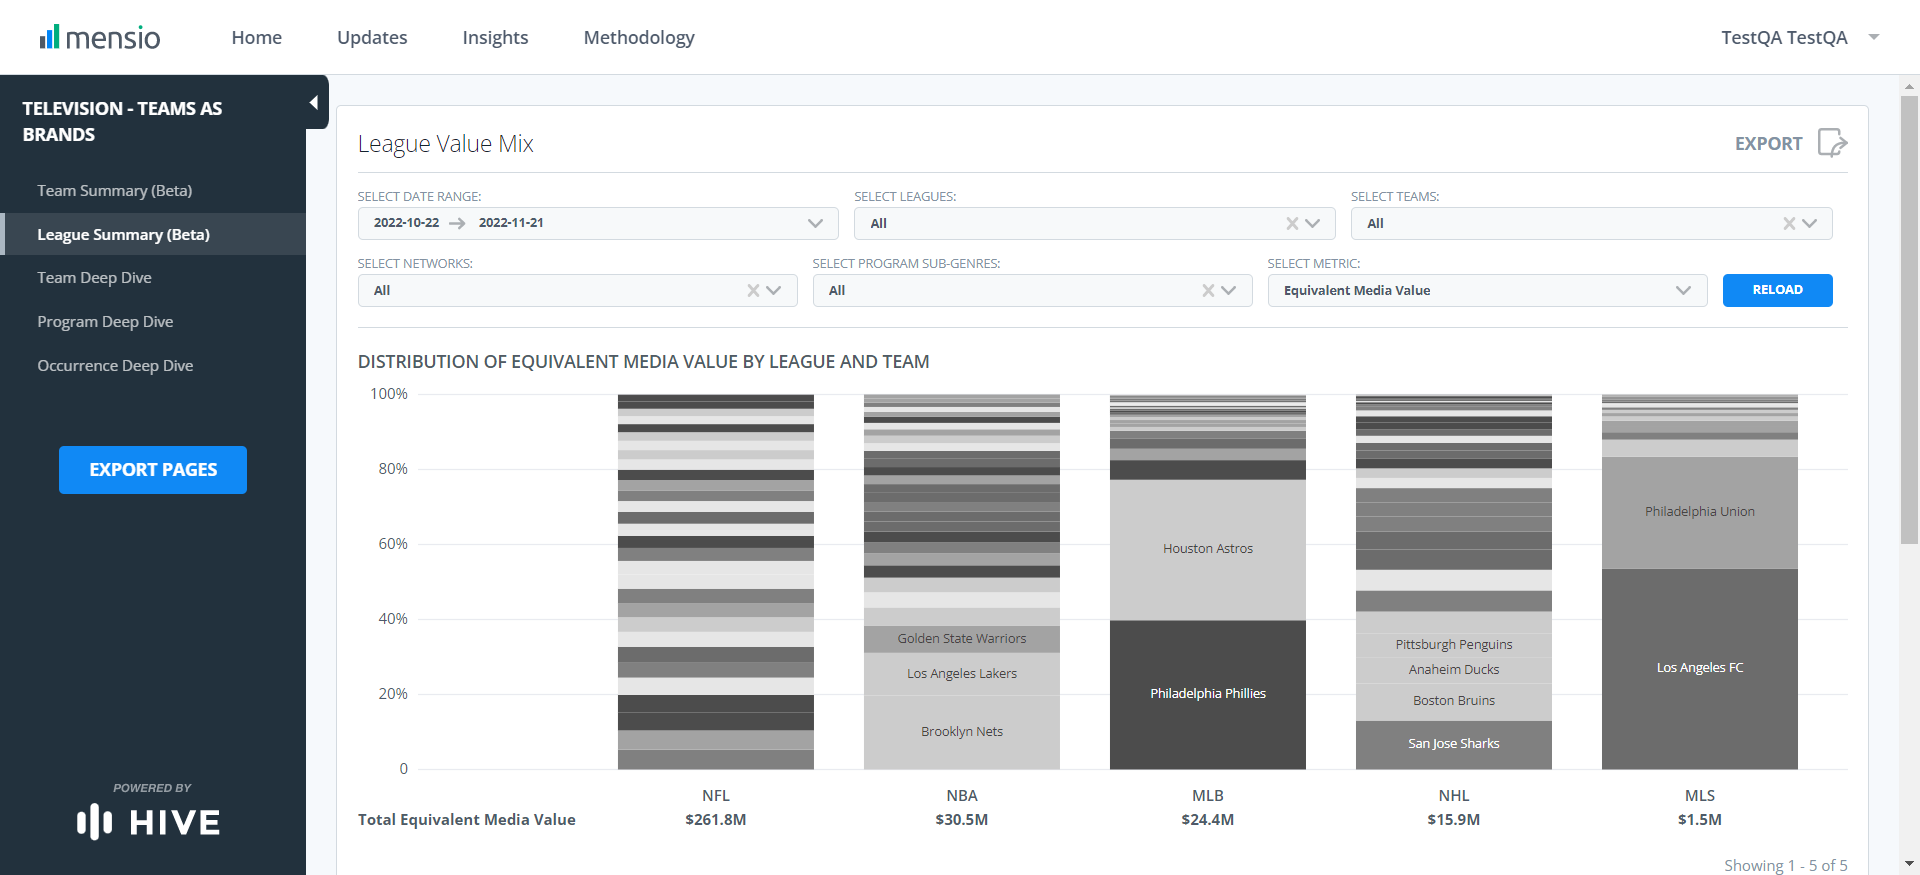 mensio
Home
Updates
Insights
Methodology
TestQA TestQA
TELEVISION - TEAMS AS
BRANDS
Team Summary (Beta)
League Summary (Beta)
Team Deep Dive
Program Deep Dive
Occurrence Deep Dive
EXPORT PAGES
POWERED BY
HIVE
League Value Mix
EXPORT
SELECT DATE RANGE:
2022-10-22
2022-11-21
SELECT LEAGUES:
All
SELECT TEAMS:
All
SELECT NETWORKS:
All
SELECT PROGRAM SUB-GENRES:
All
SELECT METRIC:
Equivalent Media Value
RELOAD
DISTRIBUTION OF EQUIVALENT MEDIA VALUE BY LEAGUE AND TEAM
100%
80%
60%
40%
20%
0
Golden State Warriors
Los Angeles Lakers
Brooklyn Nets
Houston Astros
Philadelphia Phillies
Pittsburgh Penguins
Anaheim Ducks
Boston Bruins
San Jose Sharks
Philadelphia Union
Los Angeles FC
NFL
NBA
MLB
NHL
MLS
Total Equivalent Media Value
$261.8M
$30.5M
$24.4M
$15.9M
$1.5M
Showing 1 - 5 of 5